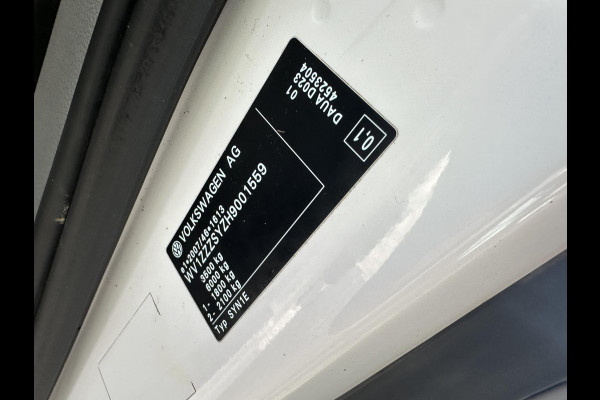 VOLKSWAGEN AG
e1*2007/46*1613
WV1ZZZSYZH9001559
3500 kg
6000 kg
1- 1800 kg
2- 2100 kg
Typ SYN1E
01
DAUA D023
4623504
0,1